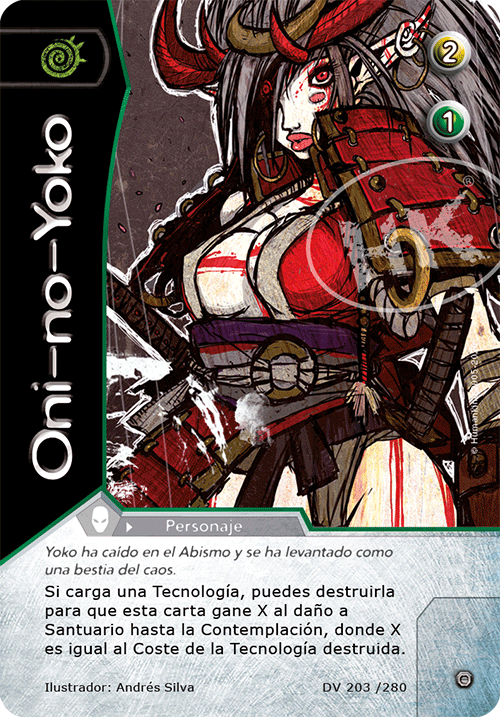 2
1
Oni-no-Yoko
Personaje
Yoko ha caído en el Abismo y se ha levantado como
una bestia del caos.
Si carga una Tecnología, puedes destruirla
para que esta carta gane X al daño a
Santuario hasta la Contemplación, donde X
es igual al Coste de la Tecnología destruida.
Ilustrador: Andrés Silva
DV 203 /280